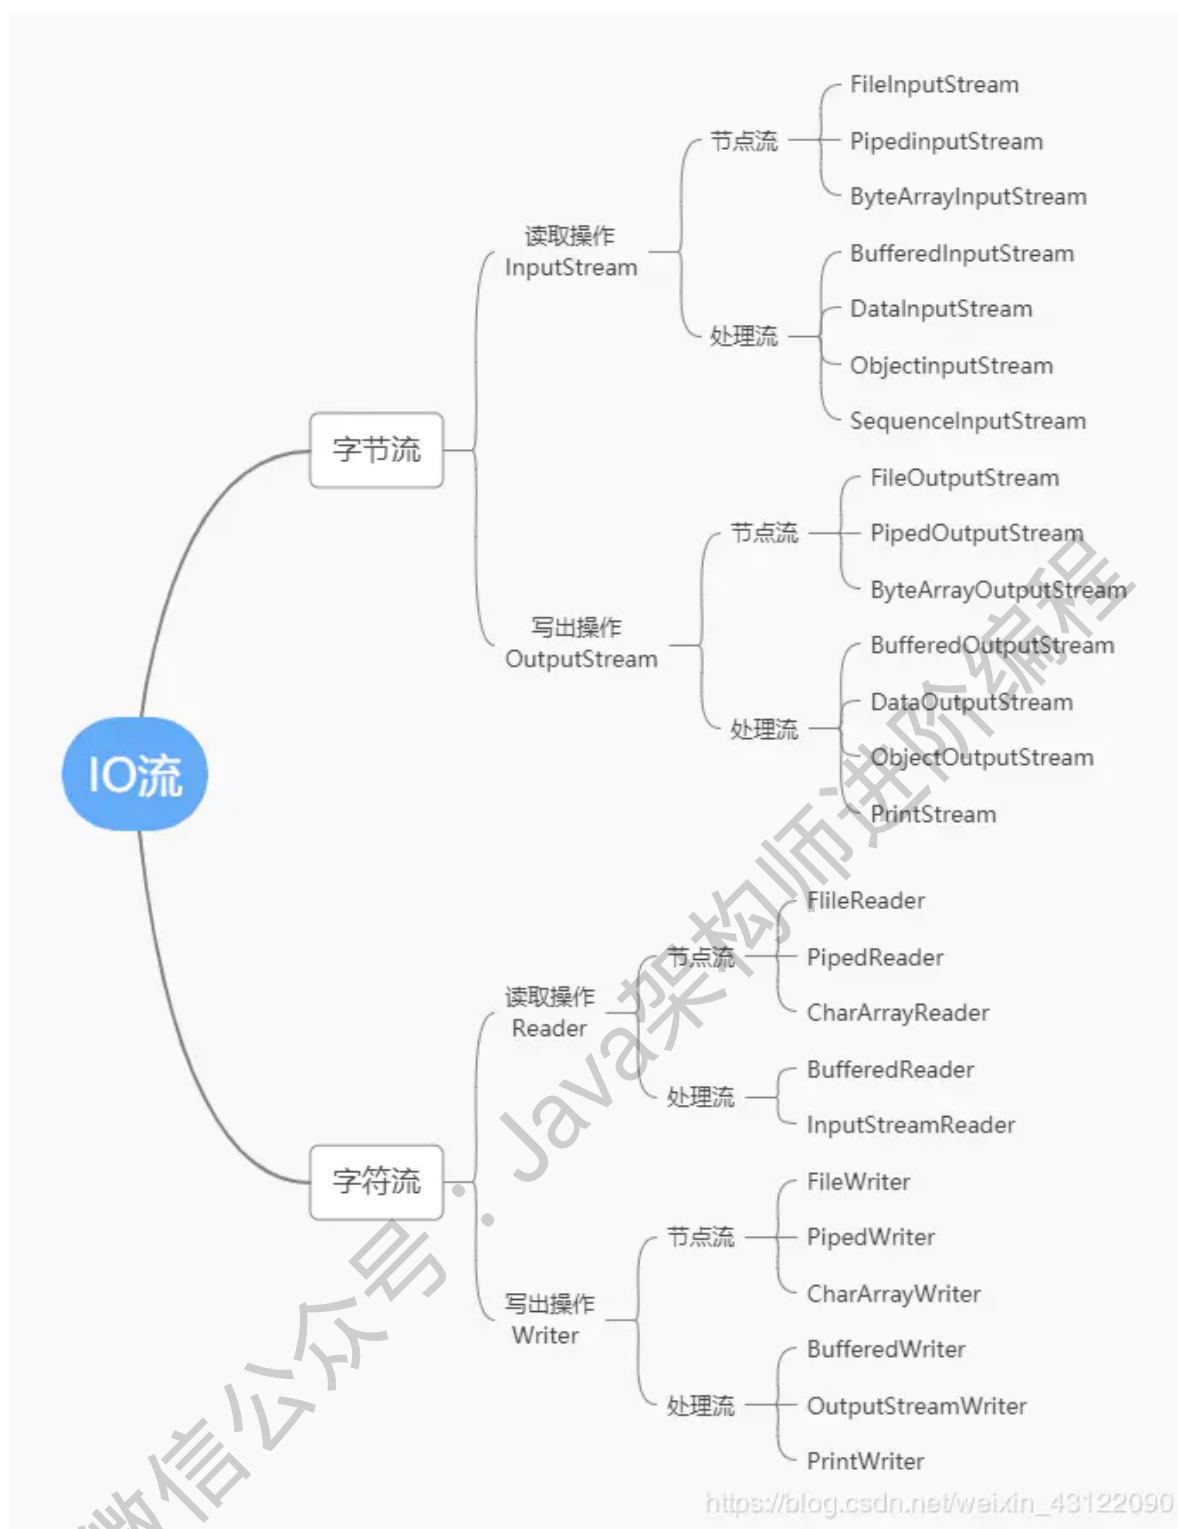 IO流
字节流
读取操作
InputStream
节点流
FileInputStream
PipedinputStream
ByteArrayInputStream
处理流
BufferedInputStream
DataInputStream
ObjectinputStream
SequenceInputStream
写出操作
OutputStream
节点流
FileOutputStream
PipedOutputStream
ByteArrayOutputStream
处理流
BufferedOutputStream
DataOutputStream
ObjectOutputStream
PrintStream
字符流
读取操作
Reader
节点流
FlileReader
PipedReader
CharArrayReader
处理流
BufferedReader
InputStreamReader
写出操作
Writer
节点流
FileWriter
PipedWriter
CharArrayWriter
处理流
BufferedWriter
OutputStreamWriter
PrintWriter
微信公众号：Java架构师进阶编程
https://blog.csdn.net/weixin_43122090